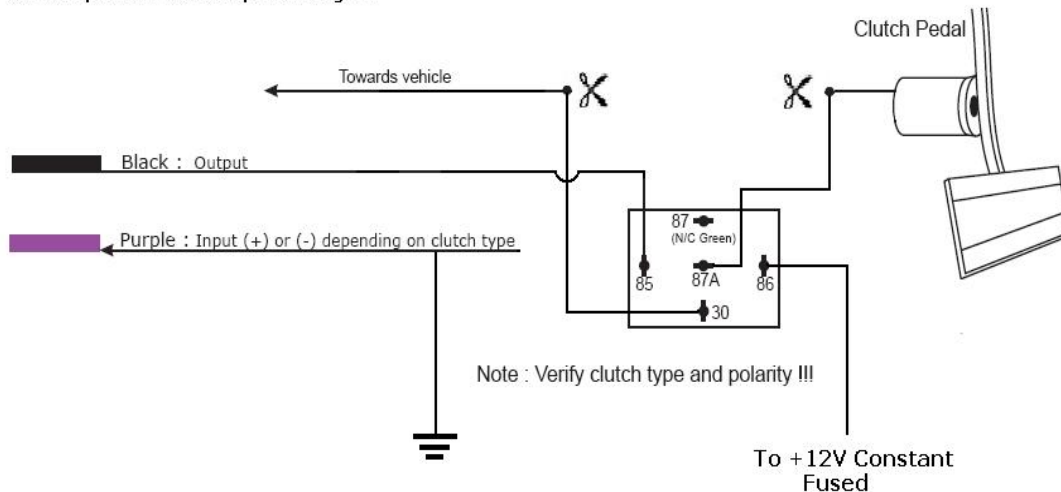 Clutch Pedal
Towards vehicle
Black : Output
Purple : Input (+) or (-) depending on clutch type
87
(N/C Green)
85
87A
86
30
Note : Verify clutch type and polarity !!!
To +12V Constant
Fused